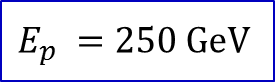 E_p = 250 GeV